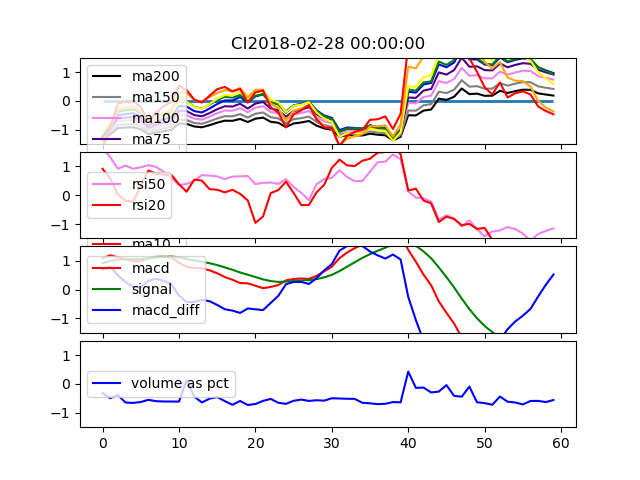 CI2018-02-28 00:00:00
1
0
−1
ma200
ma150
ma100
ma75
1
0
−1
rsi50
rsi20
ma10
1
0
−1
macd
signal
macd_diff
1
0
−1
volume as pct
0 10 20 30 40 50 60